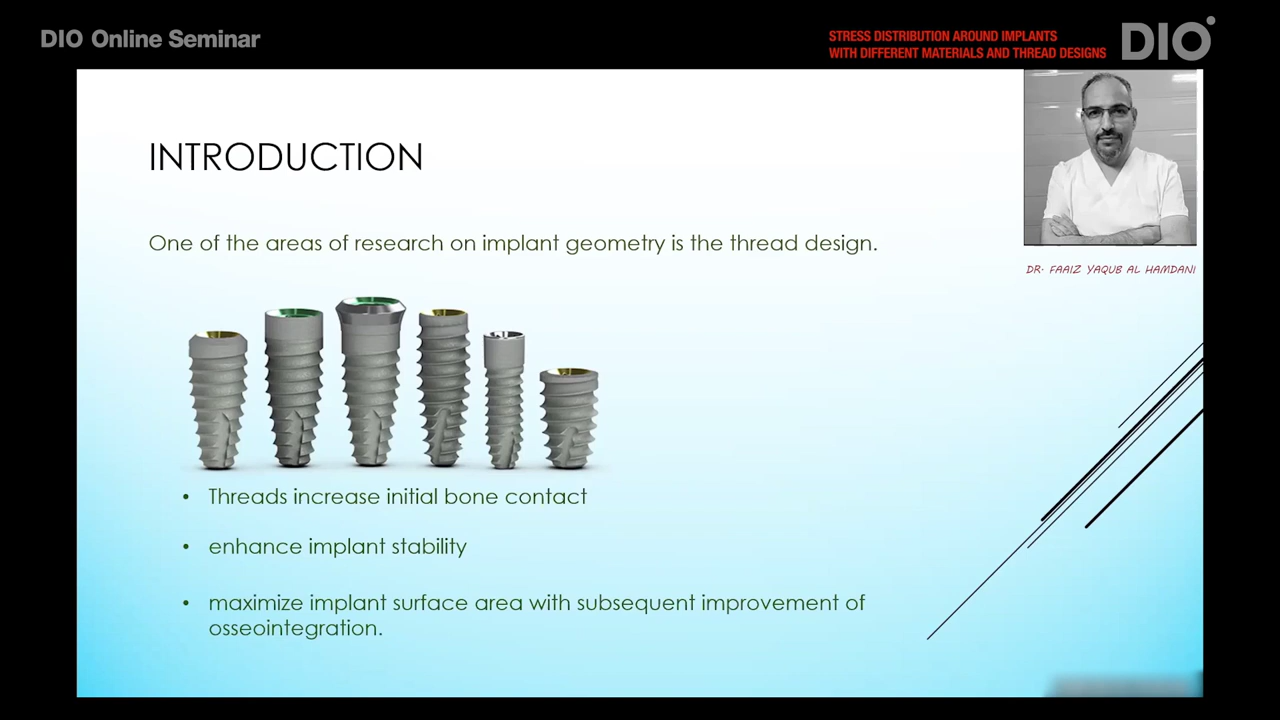 DIO Online Seminar
STRESS DISTRIBUTION AROUND IMPLANTS
WITH DIFFERENT MATERIALS AND THREAD DESIGNS
DIO
INTRODUCTION
One of the areas of research on implant geometry is the thread design.
DR. FAAIZ YAQUB AL HAMDANI
• Threads increase initial bone contact
• enhance implant stability
• maximize implant surface area with subsequent improvement of
osseointegration.